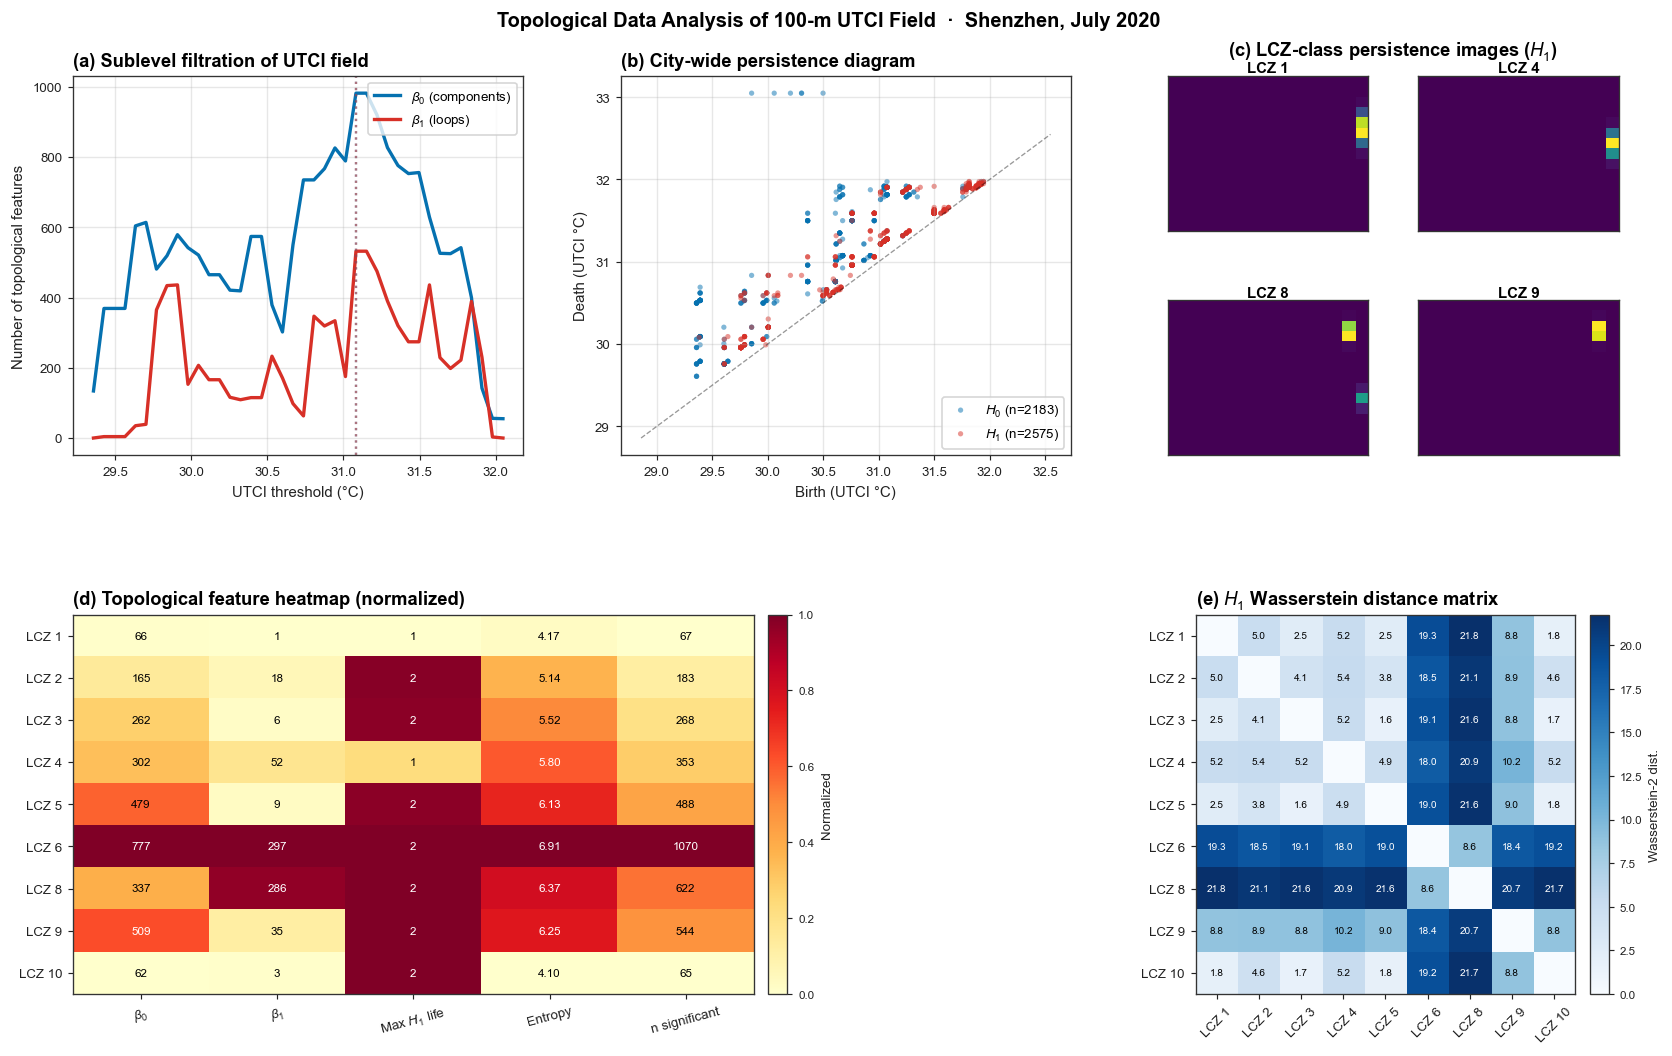 Topological Data Analysis of 100-m UTCI Field · Shenzhen, July 2020
(a) Sublevel filtration of UTCI field
Number of topological features
1000
800
600
400
200
0
β0 (components)
β1 (loops)
29.5 30.0 30.5 31.0 31.5 32.0
UTCI threshold (°C)
(b) City-wide persistence diagram
Death (UTCI °C)
33
32
31
30
29
H0 (n=2183)
H1 (n=2575)
29.0 29.5 30.0 30.5 31.0 31.5 32.0 32.5
Birth (UTCI °C)
(c) LCZ-class persistence images (H1)
LCZ 1
LCZ 4
LCZ 8
LCZ 9
(d) Topological feature heatmap (normalized)
LCZ 1 66 1 1 4.17 67
LCZ 2 165 18 2 5.14 183
LCZ 3 262 6 2 5.52 268
LCZ 4 302 52 1 5.80 353
LCZ 5 479 9 2 6.13 488
LCZ 6 777 297 2 6.91 1070
LCZ 8 337 286 2 6.37 622
LCZ 9 509 35 2 6.25 544
LCZ 10 62 3 2 4.10 65
β0 β1 Max H1 life Entropy n significant
1.0
0.8
0.6
0.4
0.2
0.0
Normalized
(e) H1 Wasserstein distance matrix
LCZ 1 5.0 2.5 5.2 2.5 19.3 21.8 8.8 1.8
LCZ 2 5.0 4.1 5.4 3.8 18.5 21.1 8.9 4.6
LCZ 3 2.5 4.1 5.2 1.6 19.1 21.6 8.8 1.7
LCZ 4 5.2 5.4 5.2 4.9 18.0 20.9 10.2 5.2
LCZ 5 2.5 3.8 1.6 4.9 19.0 21.6 9.0 1.8
LCZ 6 19.3 18.5 19.1 18.0 19.0 8.6 18.4 19.2
LCZ 8 21.8 21.1 21.6 20.9 21.6 8.6 20.7 21.7
LCZ 9 8.8 8.9 8.8 10.2 9.0 18.4 20.7 8.8
LCZ 10 1.8 4.6 1.7 5.2 1.8 19.2 21.7 8.8
LCZ 1 LCZ 2 LCZ 3 LCZ 4 LCZ 5 LCZ 6 LCZ 8 LCZ 9 LCZ 10
20.0
17.5
15.0
12.5
10.0
7.5
5.0
2.5
0.0
Wasserstein-2 dist.